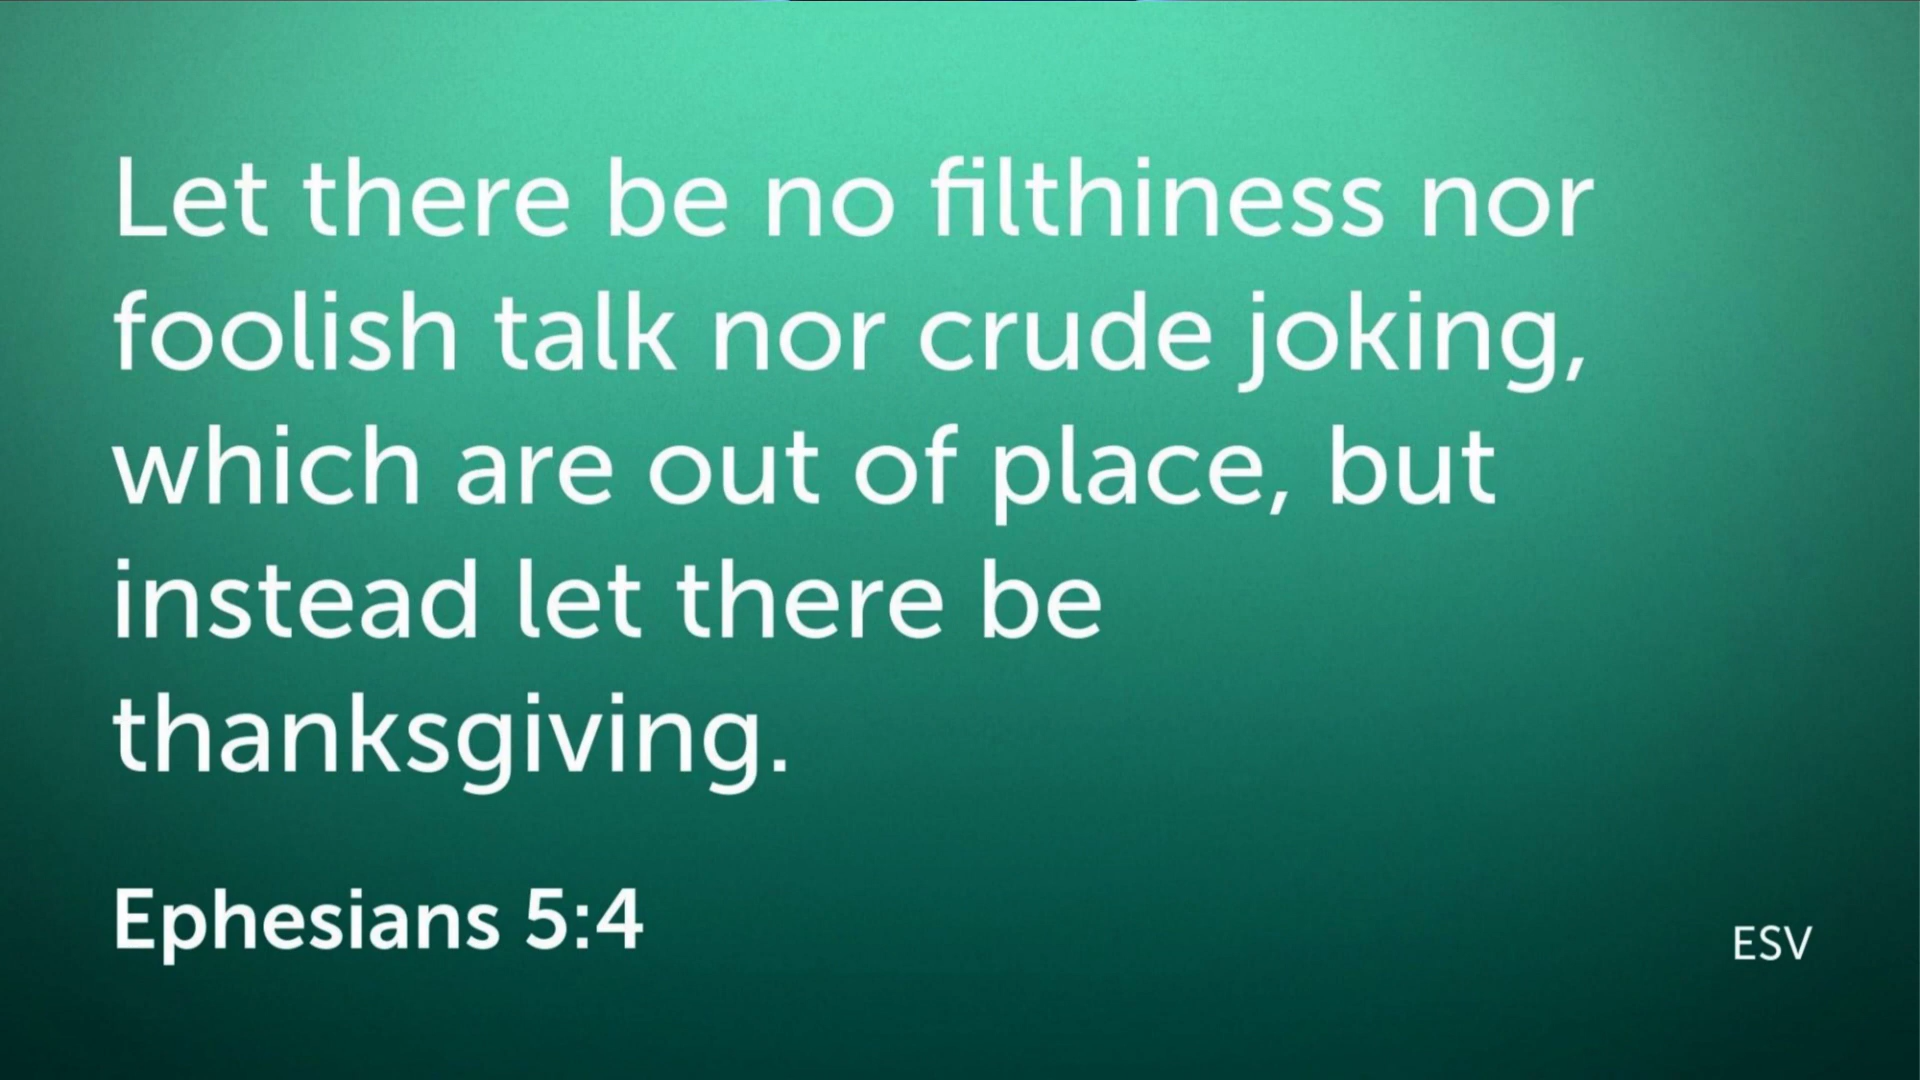 Let there be no filthiness nor
foolish talk nor crude joking,
which are out of place, but
instead let there be
thanksgiving.
Ephesians 5:4
ESV